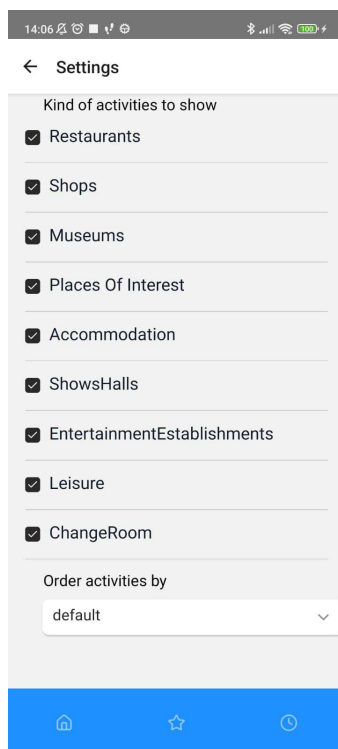 14:06
100
Settings
Kind of activities to show
Restaurants
Shops
Museums
Places Of Interest
Accommodation
ShowsHalls
EntertainmentEstablishments
Leisure
ChangeRoom
Order activities by
default